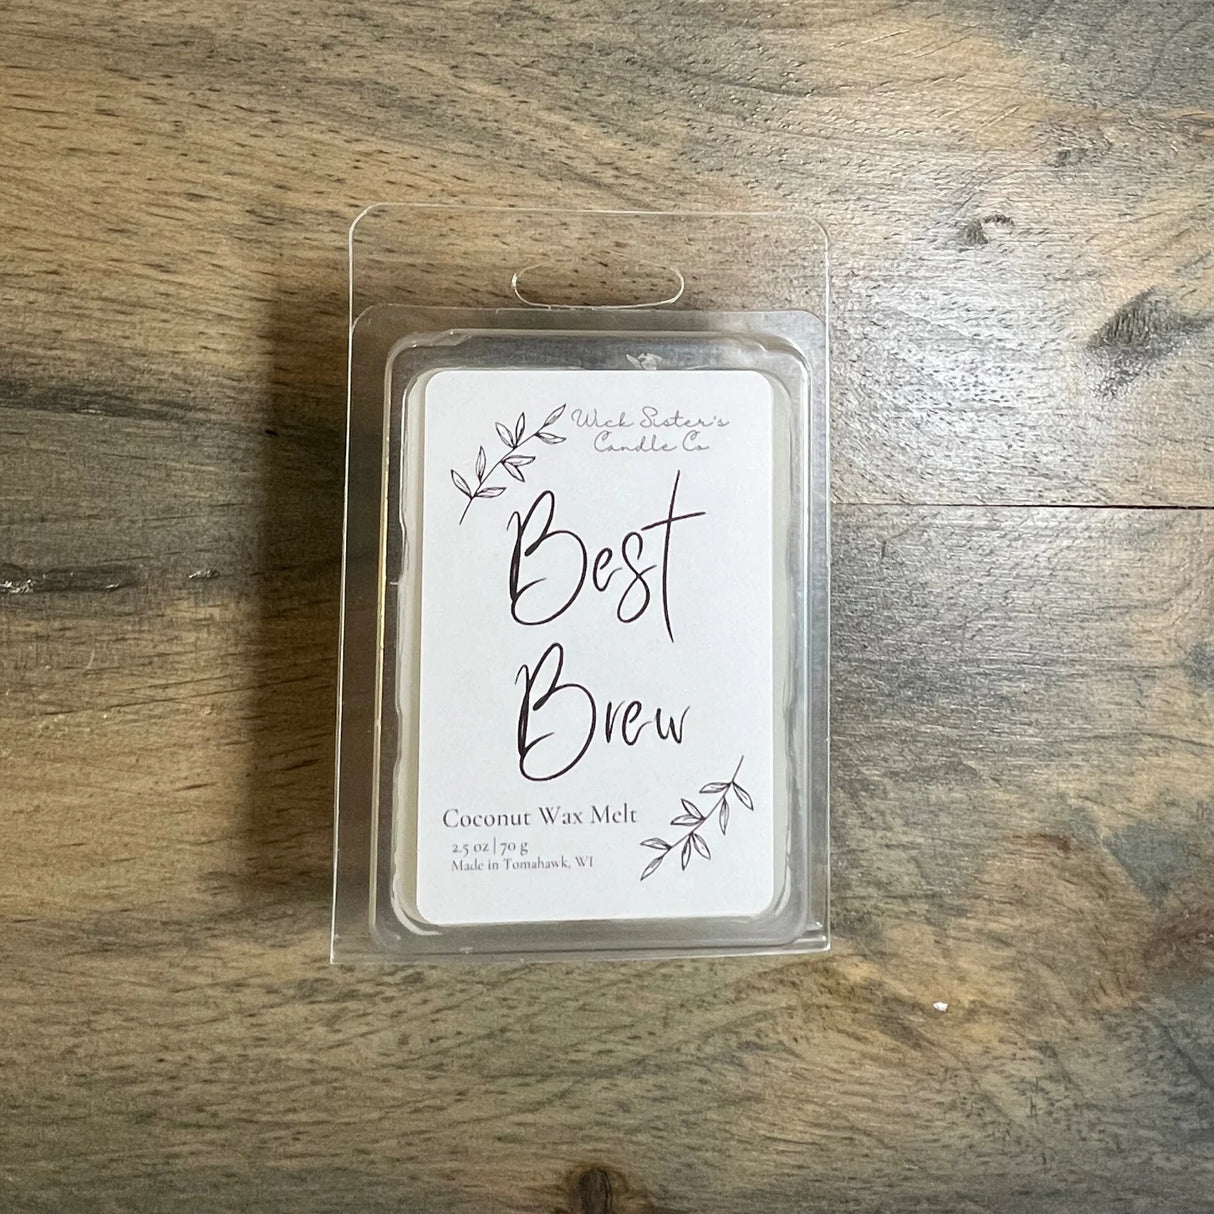 Wick Sister's
Candle Co
Best
Brew
Coconut Wax Melt
2.5 oz | 70 g
Made in Tomahawk, WI